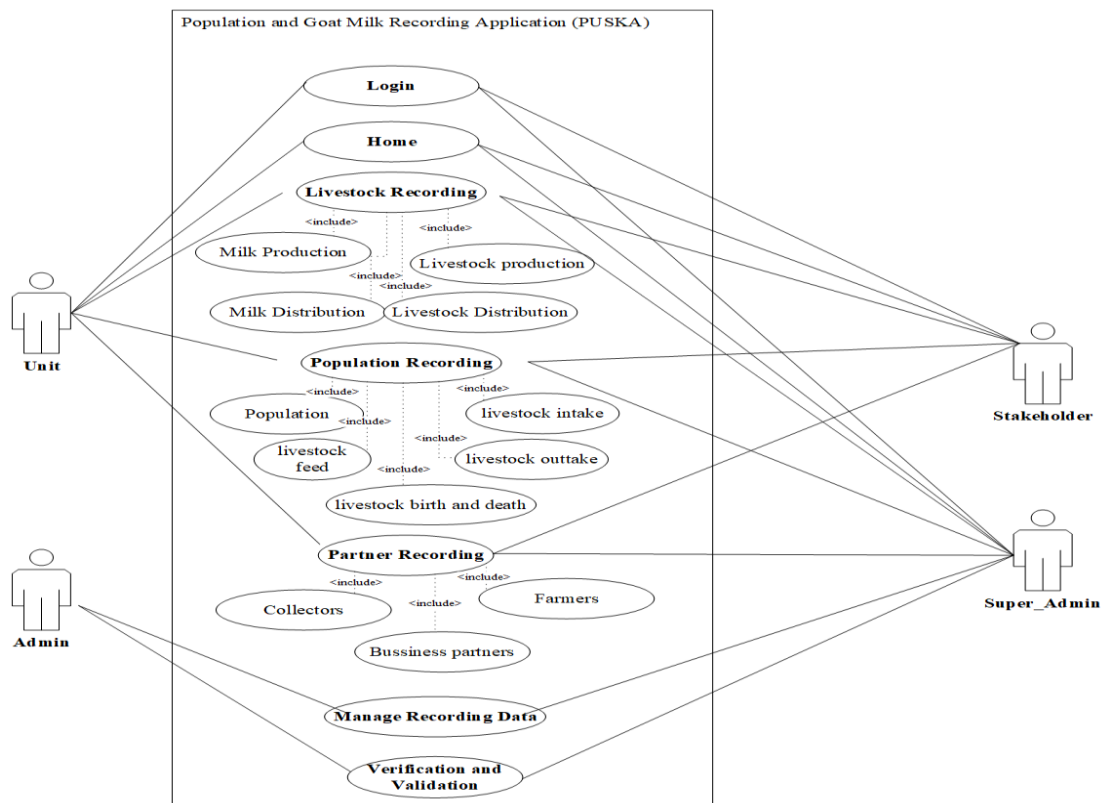 Population and Goat Milk Recording Application (PUSKA)
Login
Home
Livestock Recording
<include>
<include>
Milk Production
Livestock production
<include>
<include>
Milk Distribution
Livestock Distribution
Unit
Population Recording
<include>
<include>
Population
livestock intake
<include>
livestock
feed
livestock outtake
<include>
<include>
livestock birth and death
Stakeholder
Partner Recording
<include>
<include>
Collectors
<include>
Farmers
Bussiness partners
Admin
Super_Admin
Manage Recording Data
Verification and
Validation